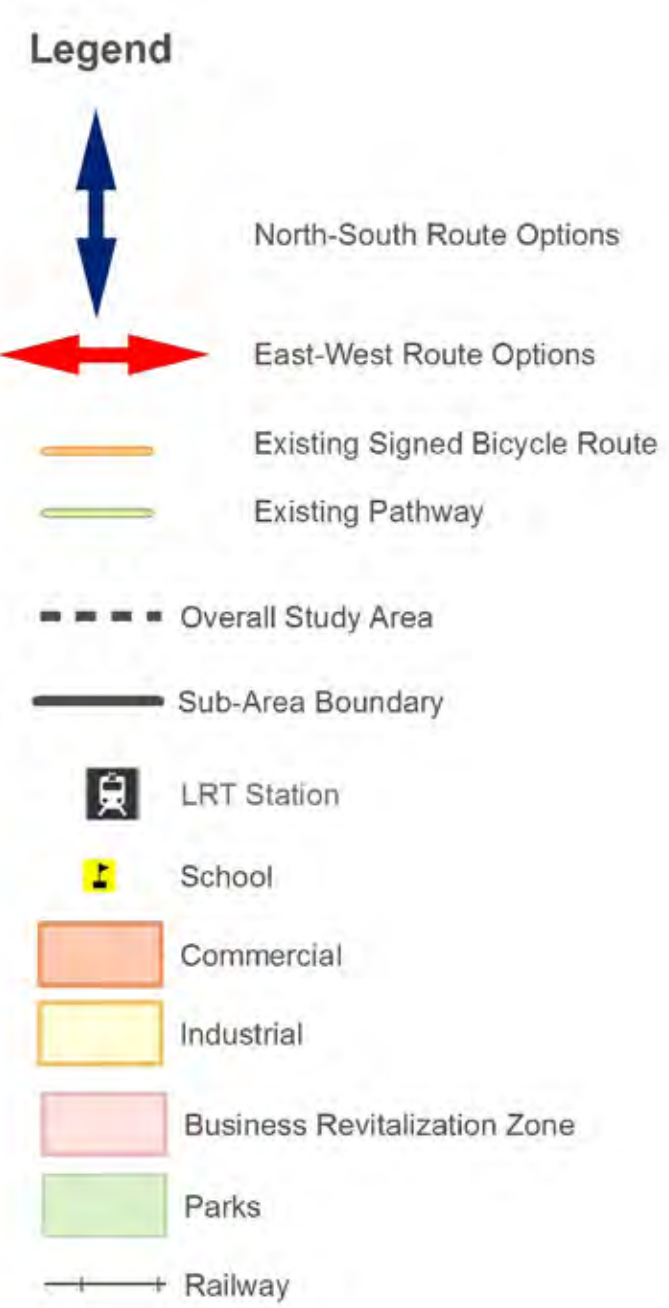 Legend
North-South Route Options
East-West Route Options
Existing Signed Bicycle Route
Existing Pathway
Overall Study Area
Sub-Area Boundary
LRT Station
School
Commercial
Industrial
Business Revitalization Zone
Parks
Railway